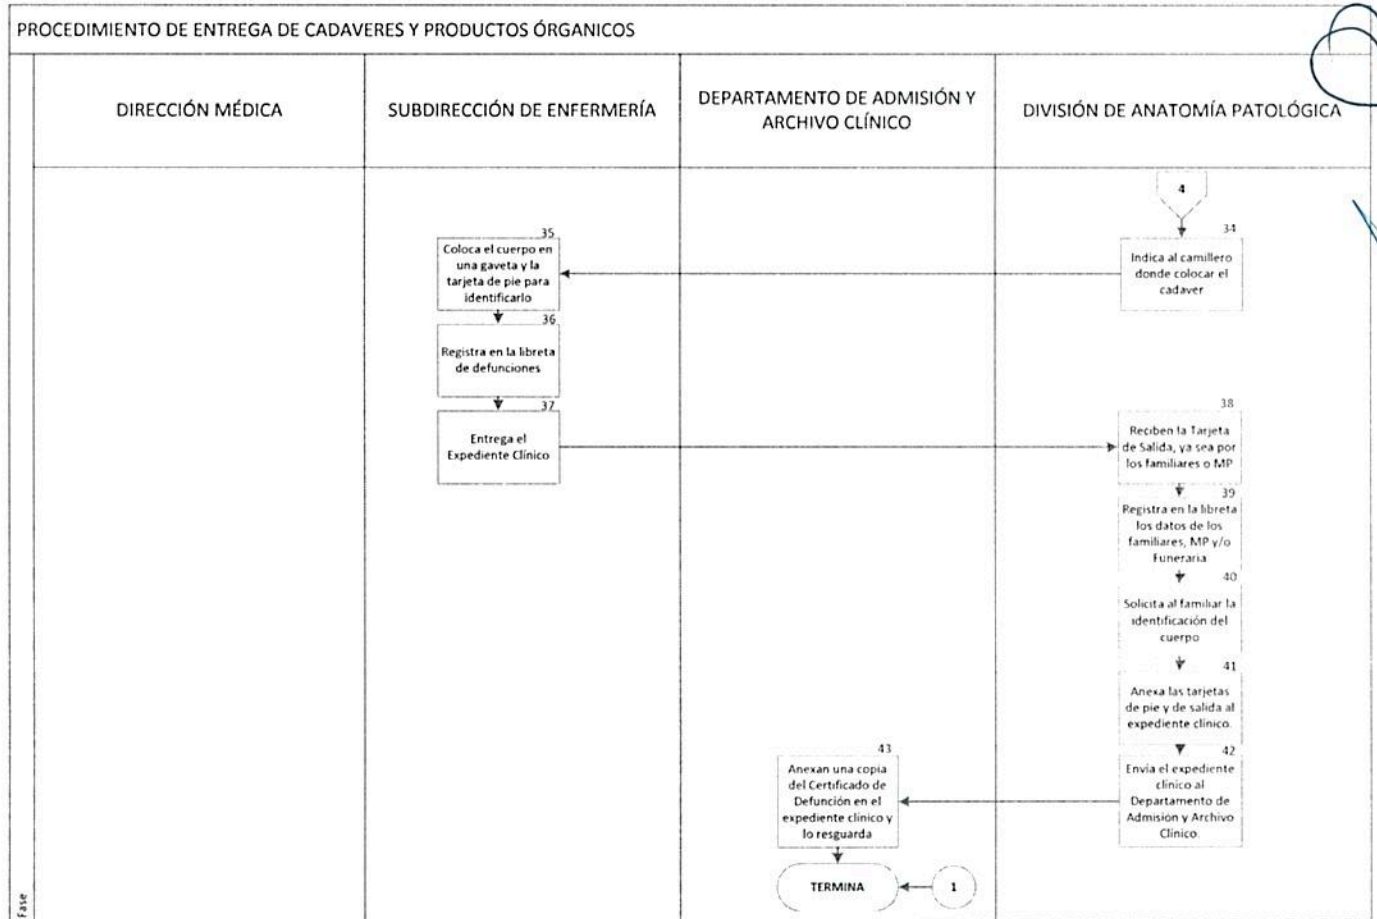 PROCEDIMIENTO DE ENTREGA DE CADAVERES Y PRODUCTOS ÓRGANICOS
DIRECCIÓN MÉDICA
SUBDIRECCIÓN DE ENFERMERÍA
DEPARTAMENTO DE ADMISIÓN Y
ARCHIVO CLÍNICO
DIVISIÓN DE ANATOMÍA PATOLÓGICA
4
34
Indica al camillero
donde colocar el
cadaver
35
Coloca el cuerpo en
una gaveta y la
tarjeta de pie para
identificarlo
36
Registra en la libreta
de defunciones
37
Entrega el
Expediente Clínico
38
Reciben la Tarjeta
de Salida, ya sea por
los familiares o MP
39
Registra en la libreta
los datos de los
familiares, MP y/o
Funeraria
40
Solicita al familiar la
identificación del
cuerpo
41
Anexa las tarjetas
de pie y de salida al
expediente clínico.
42
Envía el expediente
clínico al
Departamento de
Admisión y Archivo
Clínico.
43
Anexan una copia
del Certificado de
Defunción en el
expediente clínico y
lo resguarda
TERMINA
1
Fase